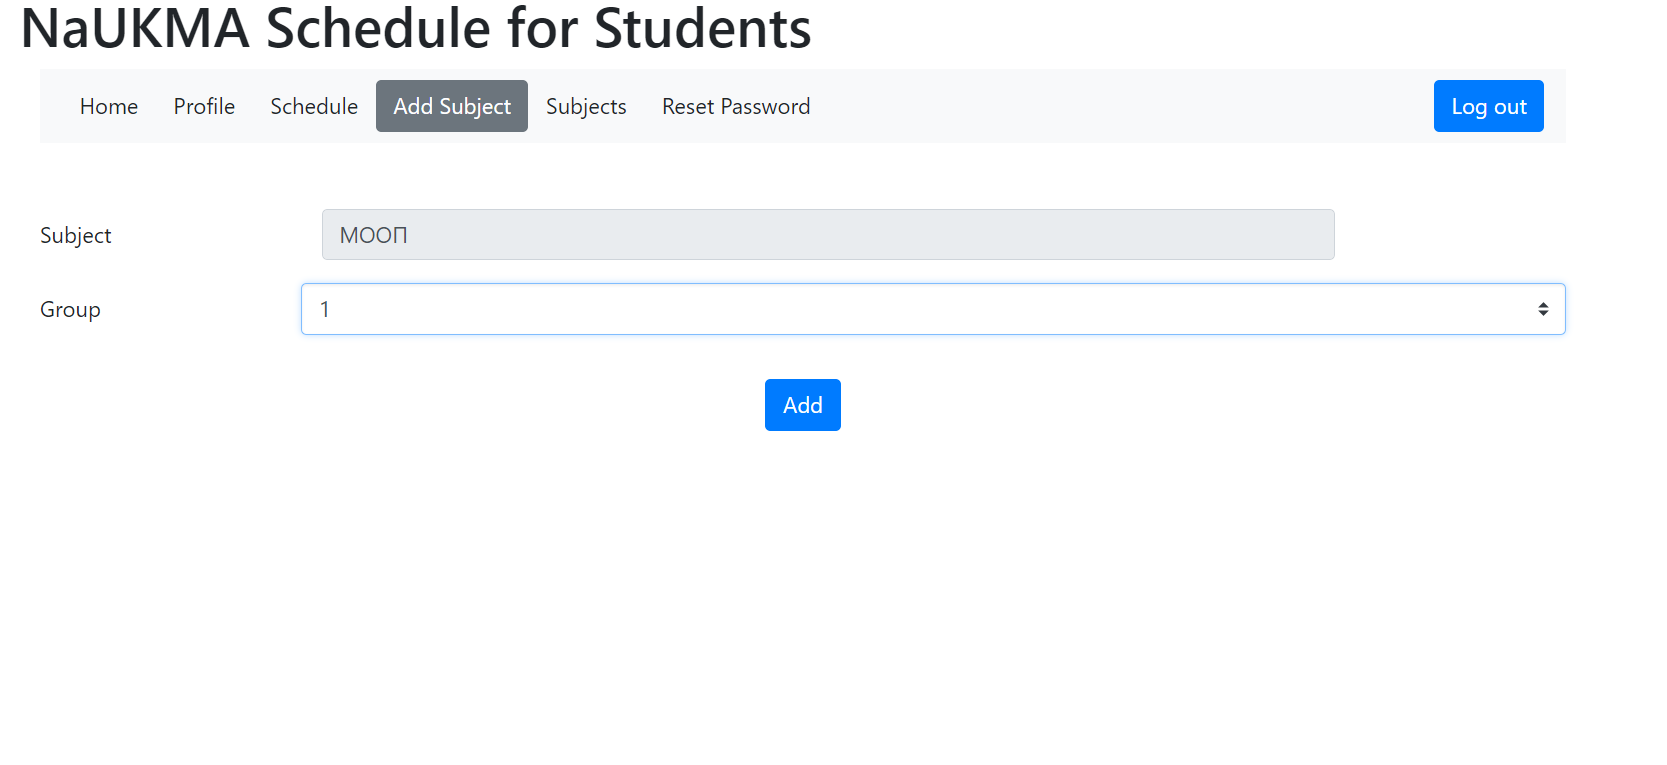 NaUKMA Schedule for Students
Home Profile Schedule Add Subject Subjects Reset Password Log out
Subject МООП
Group 1
Add